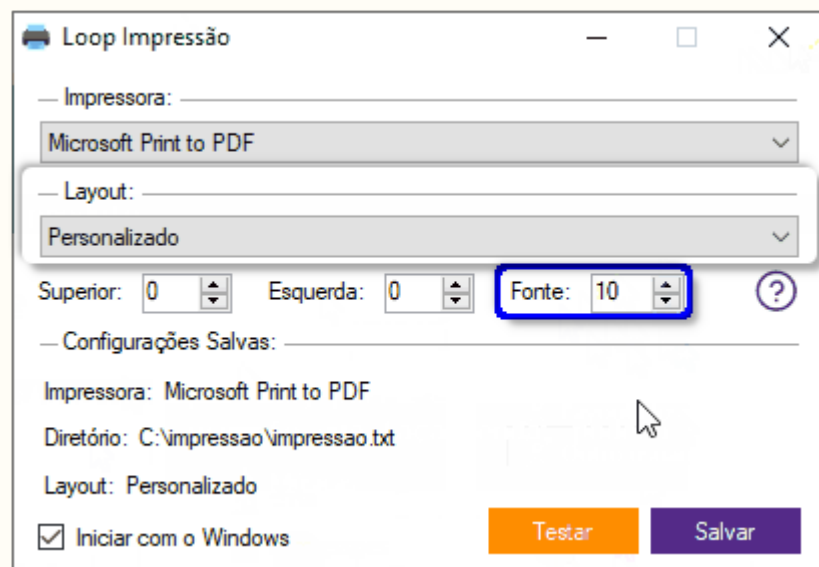 Loop Impressão
Impressora:
Microsoft Print to PDF
Layout:
Personalizado
Superior: 0 Esquerda: 0 Fonte: 10 ?
Configurações Salvas:
Impressora: Microsoft Print to PDF
Diretório: C:\impressao\impressao.txt
Layout: Personalizado
Iniciar com o Windows Testar Salvar